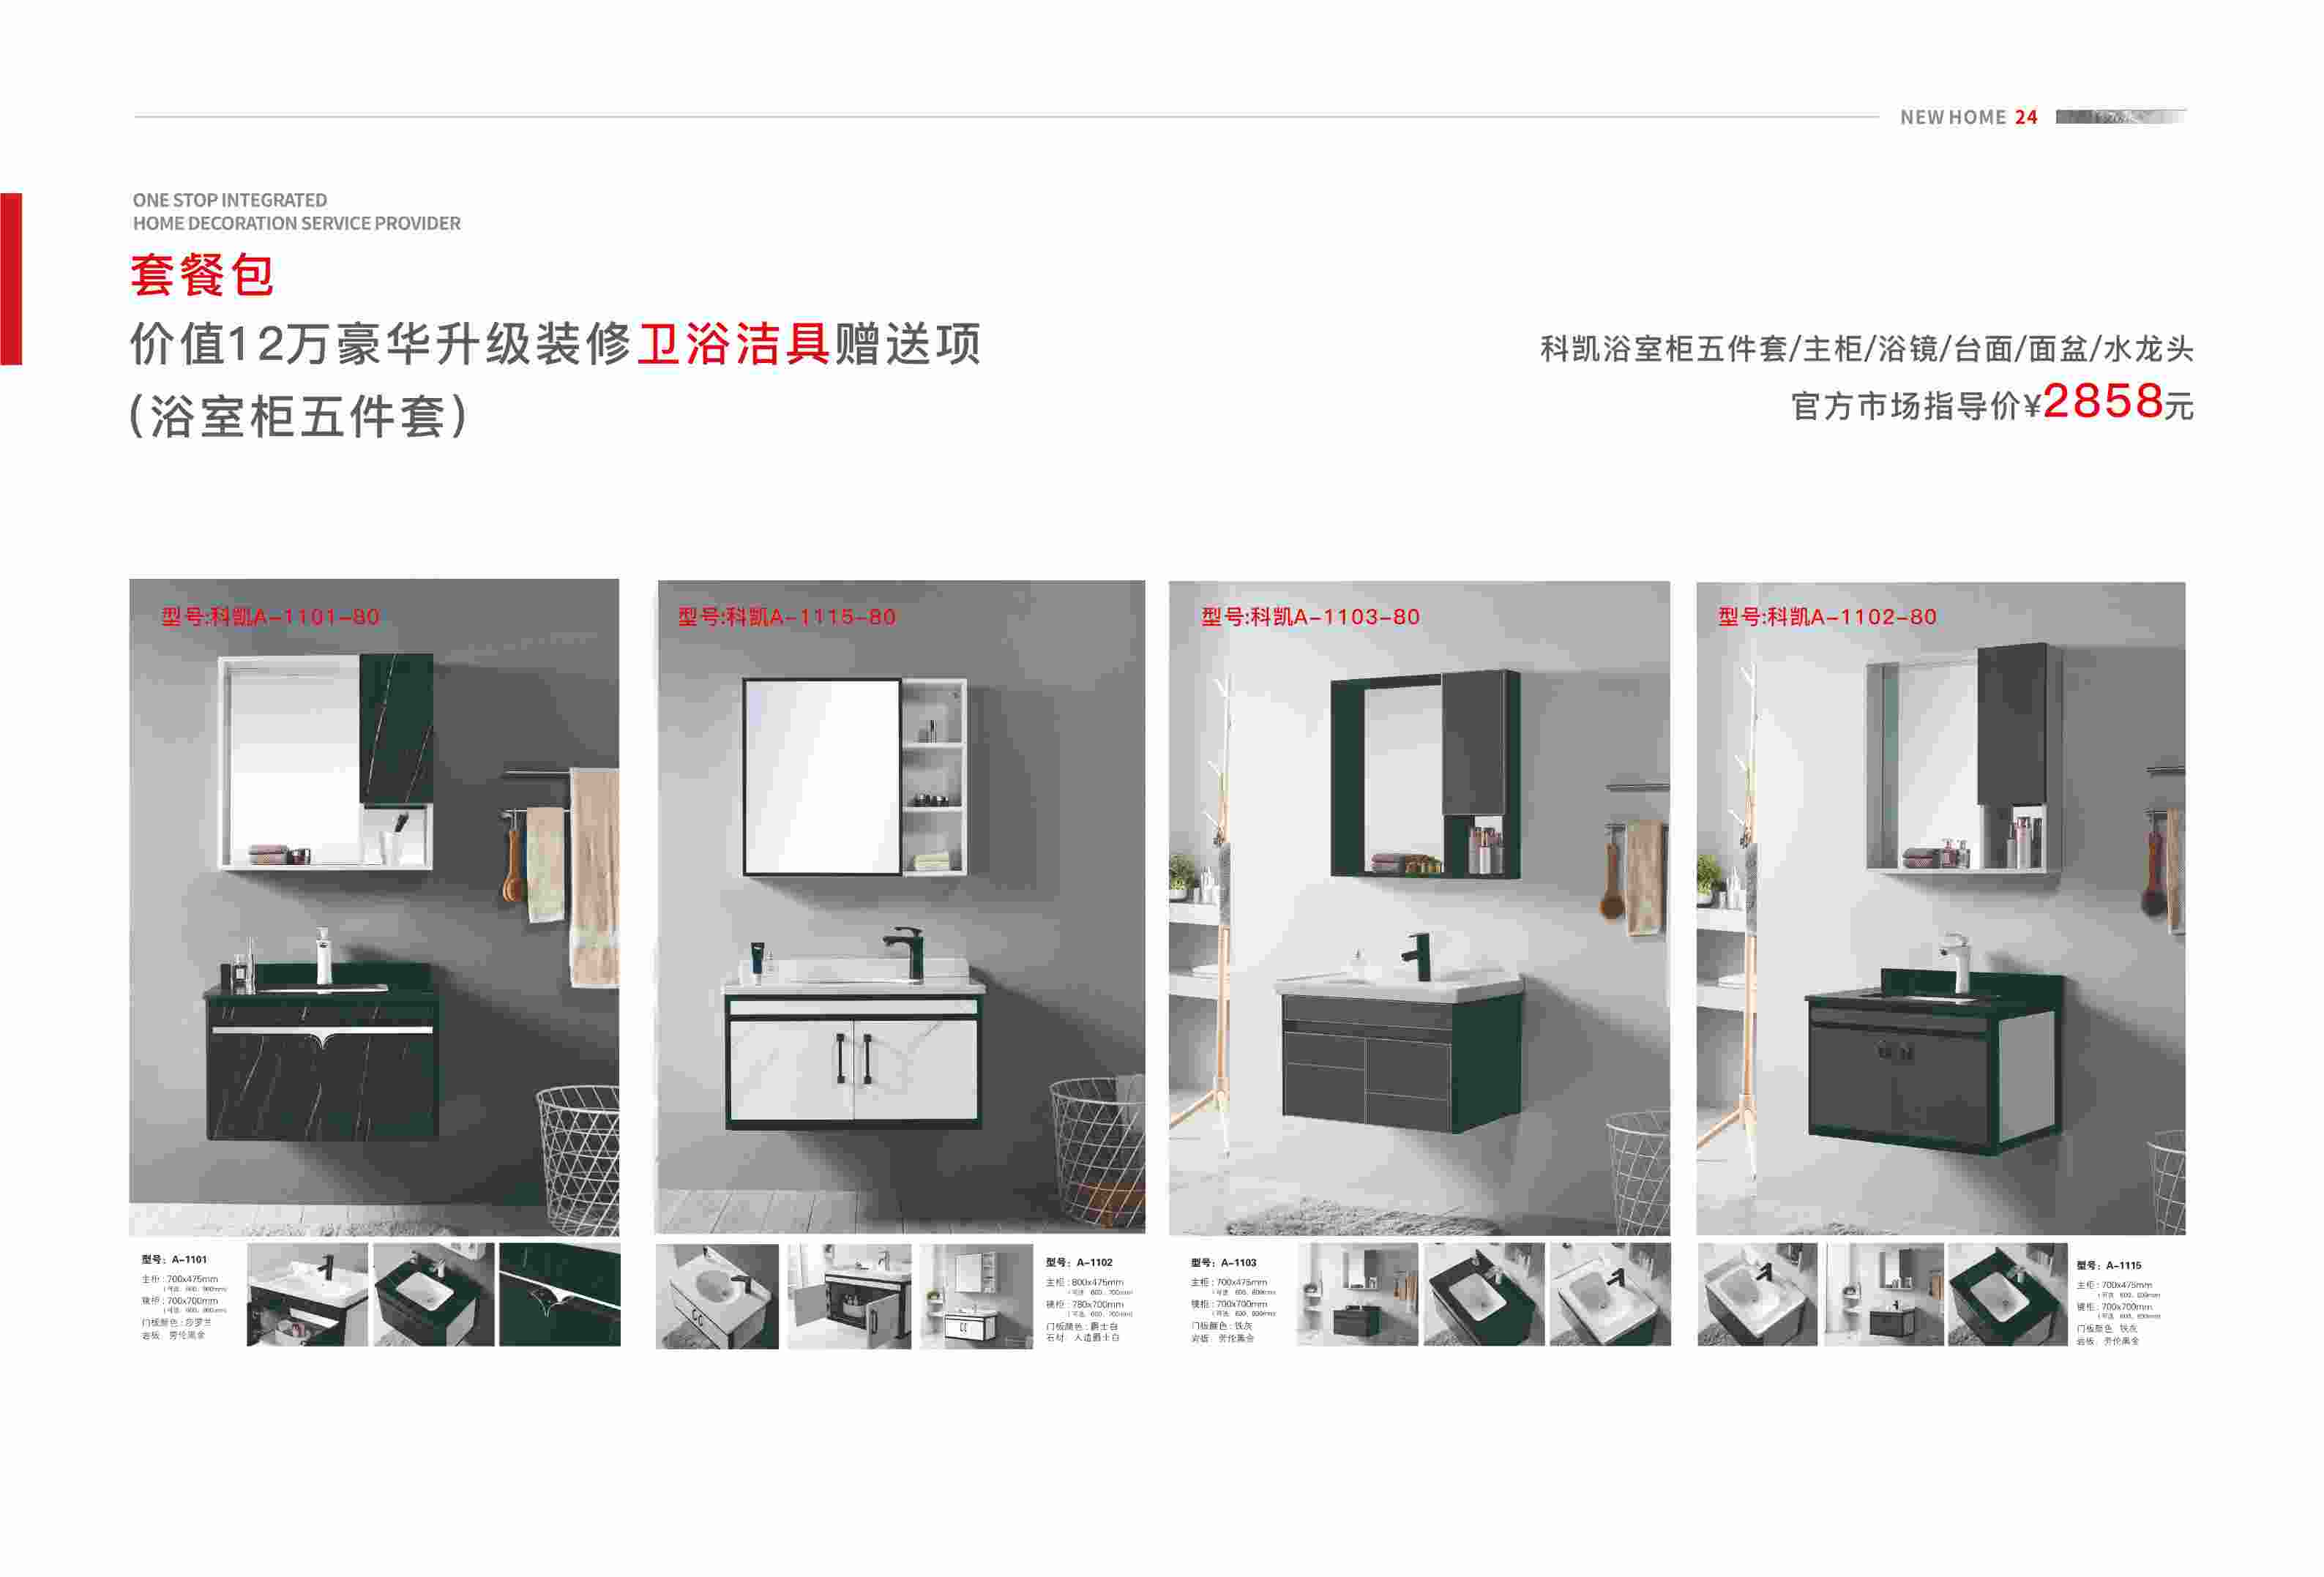 NEW HOME 24
ONE STOP INTEGRATED
HOME DECORATION SERVICE PROVIDER
套餐包
价值12万豪华升级装修卫浴洁具赠送项
(浴室柜五件套)
科凯浴室柜五件套/主柜/浴镜/台面/面盆/水龙头
官方市场指导价¥2858元
型号:科凯A-1101-80
型号:科凯A-1115-80
型号:科凯A-1103-80
型号:科凯A-1102-80
型号：A-1101
主柜：700x475mm
（可选：600、800mm）
镜柜：700x700mm
（可选：600、800mm）
门板颜色：莎罗兰
岩板：劳伦黑金
型号：A-1102
主柜：800x475mm
（可选：600、700mm）
镜柜：780x700mm
（可选：600、700mm）
门板颜色：爵士白
石材：人造爵士白
型号：A-1103
主柜：700x475mm
（可选：600、800mm）
镜柜：700x700mm
（可选：600、800mm）
门板颜色：铁灰
岩板：劳伦黑金
型号：A-1115
主柜：700x475mm
（可选：600、800mm）
镜柜：700x700mm
（可选：600、800mm）
门板颜色：铁灰
岩板：劳伦黑金